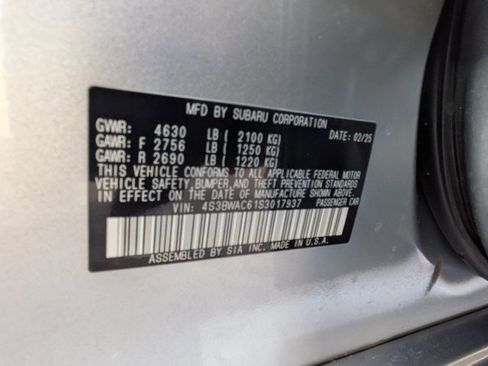 MFD BY SUBARU CORPORATION
GVWR: 4630 LB ( 2100 KG) DATE: 02/25
GAWR: F 2756 LB ( 1250 KG)
GAWR: R 2690 LB ( 1220 KG)
THIS VEHICLE CONFORMS TO ALL APPLICABLE FEDERAL MOTOR
VEHICLE SAFETY, BUMPER, AND THEFT PREVENTION STANDARDS
IN EFFECT ON THE DATE OF MANUFACTURE SHOWN ABOVE.
VIN: 4S3BWAC61S3017937 PASSENGER CAR
ASSEMBLED BY SIA INC. MADE IN U.S.A.